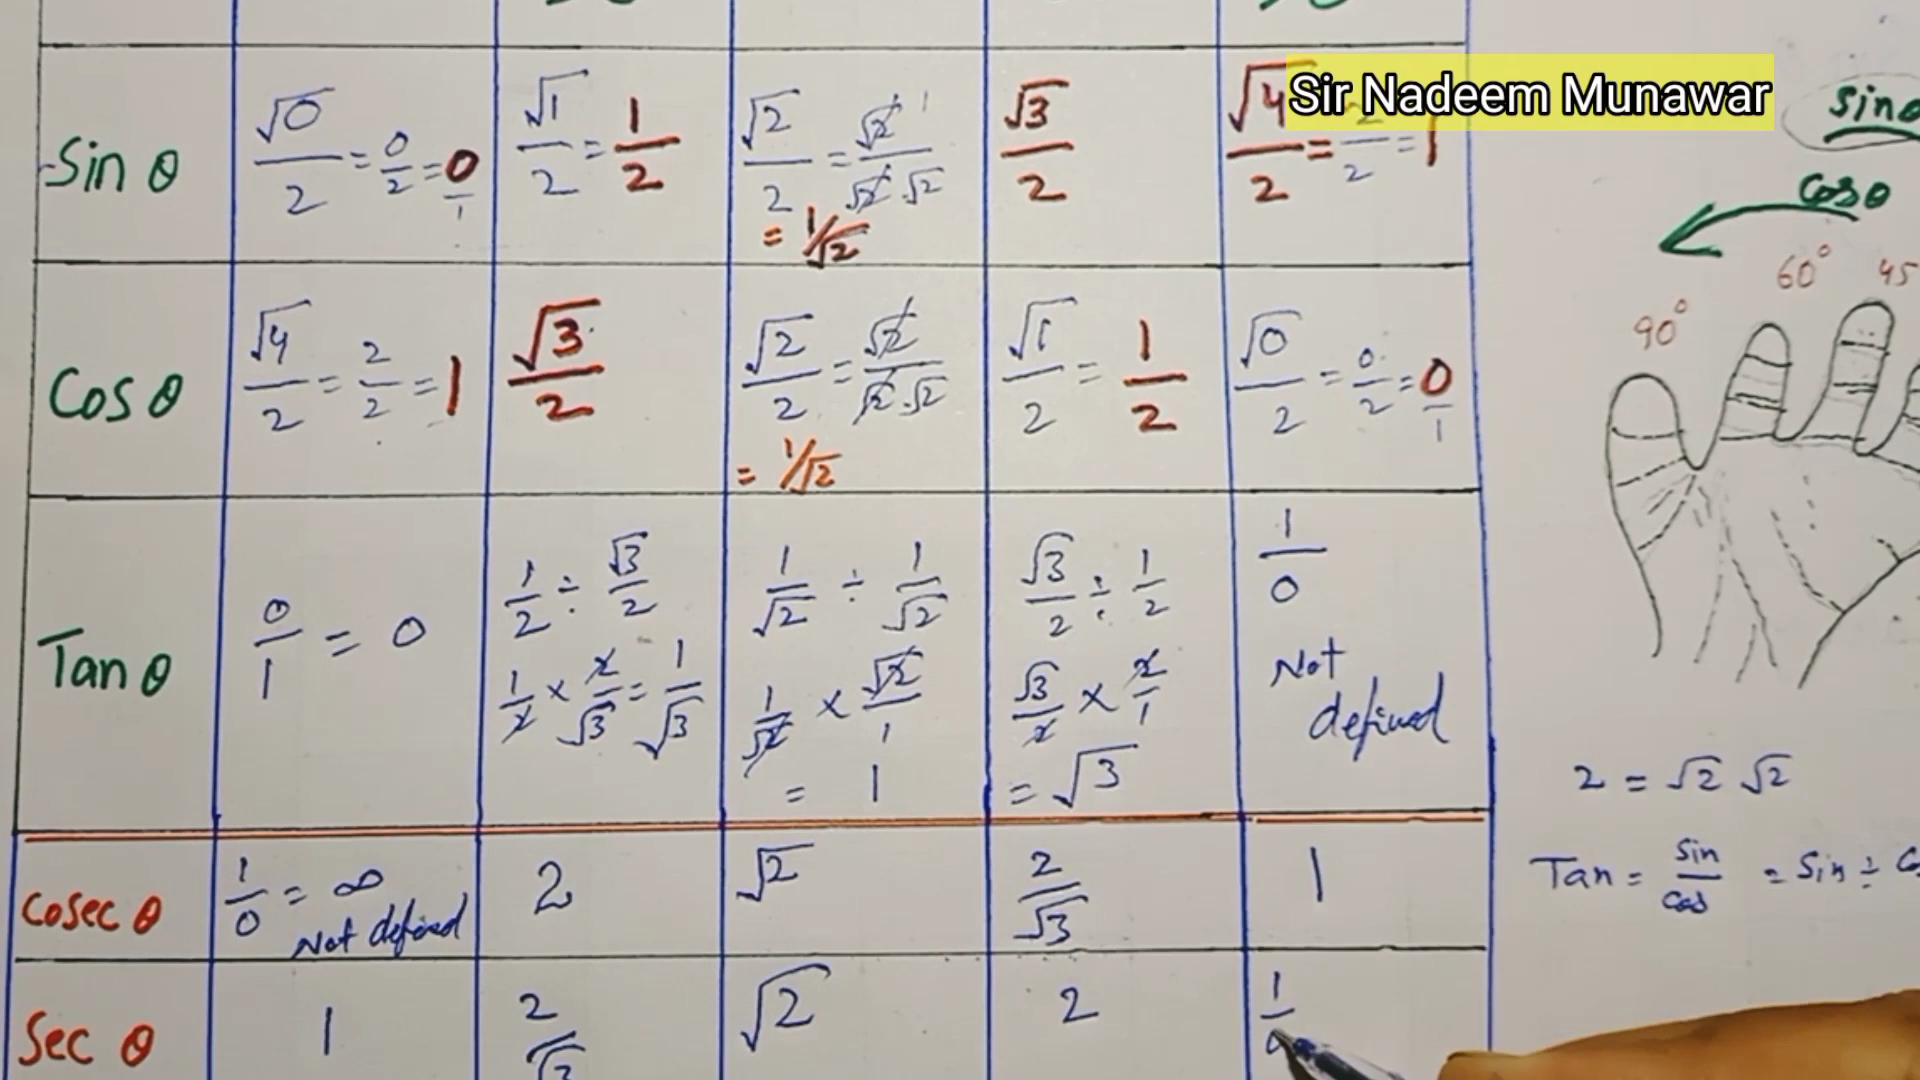 Sir Nadeem Munawar
Sinθ √0/2 = 0/2 = 0/1 √1/2 = 1/2 √2/2 = √2/√2.√2 = 1/√2 √3/2 √4/2 = 2/2 = 1
Cosθ √4/2 = 2/2 = 1 √3/2 √2/2 = √2/√2.√2 = 1/√2 √1/2 = 1/2 √0/2 = 0/2 = 0/1
Tanθ 0/1 = 0 1/2 ÷ √3/2 1/√2 ÷ 1/√2 √3/2 ÷ 1/2 1/0
1/2 × 2/√3 = 1/√3 1/√2 × √2/1 √3/2 × 2/1 Not
defined
= 1 = √3
Cosecθ 1/0 = ∞ 2 √2 2/√3 1
Not defined
Secθ 1 2/√3 √2 2 1/0
sinθ
Cosθ
60° 45
90°
2 = √2 √2
Tan = sin/cos = Sin ÷